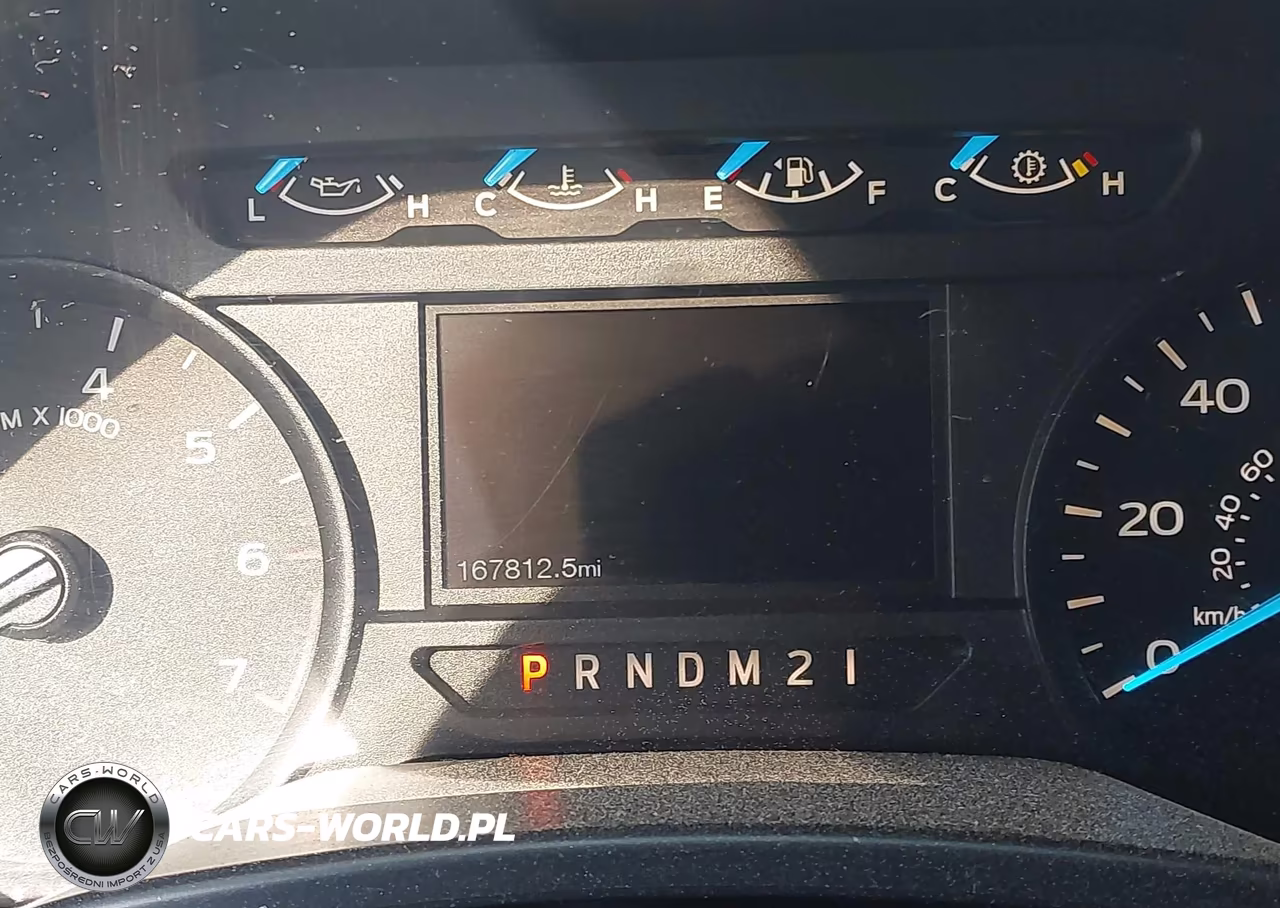 L H C H E F C H
1
4
M X 1000
5
6
7
167812.5mi
P R N D M 2 1
40
20
0
60
40
20
km/h
CARS-WORLD
CW
BEZPOŚREDNI IMPORT Z USA
CARS-WORLD.PL